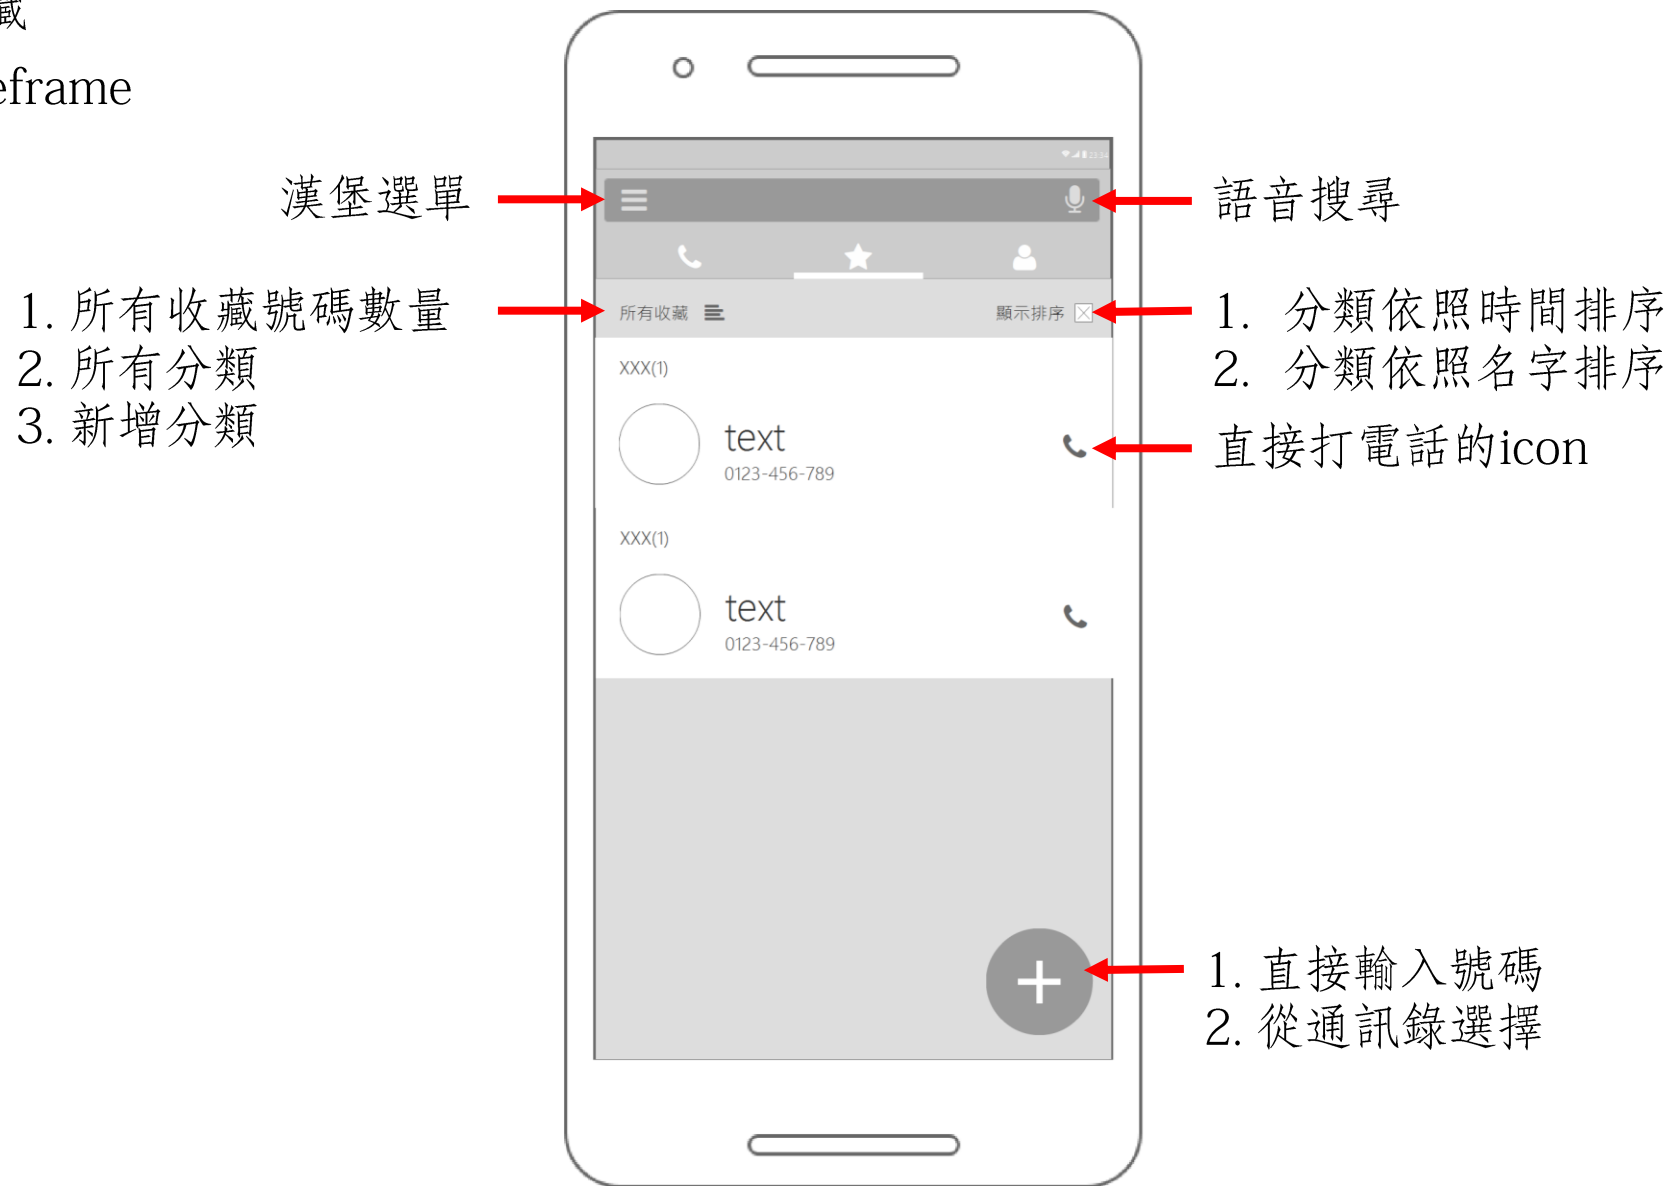 藏
eframe
漢堡選單
語音搜尋
1. 所有收藏號碼數量
2. 所有分類
3. 新增分類
所有收藏
顯示排序
1. 分類依照時間排序
2. 分類依照名字排序
XXX(1)
text
0123-456-789
直接打電話的icon
XXX(1)
text
0123-456-789
1. 直接輸入號碼
2. 從通訊錄選擇